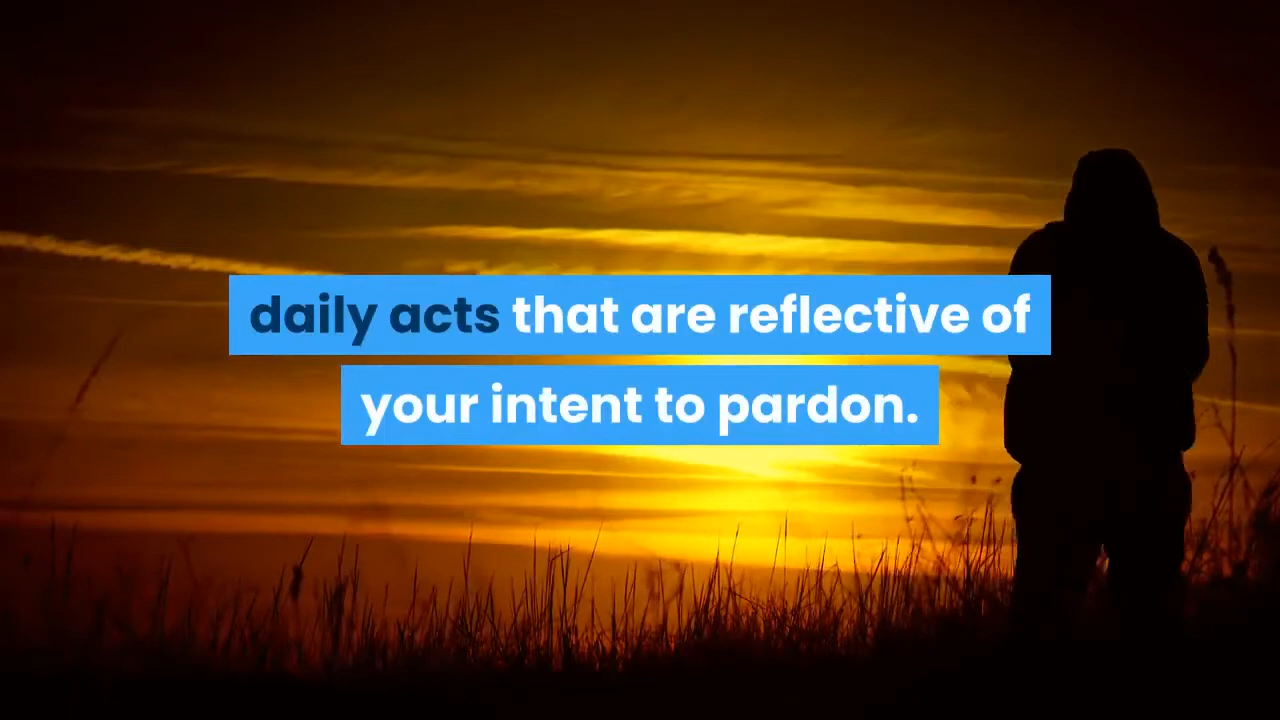 daily acts that are reflective of
your intent to pardon.